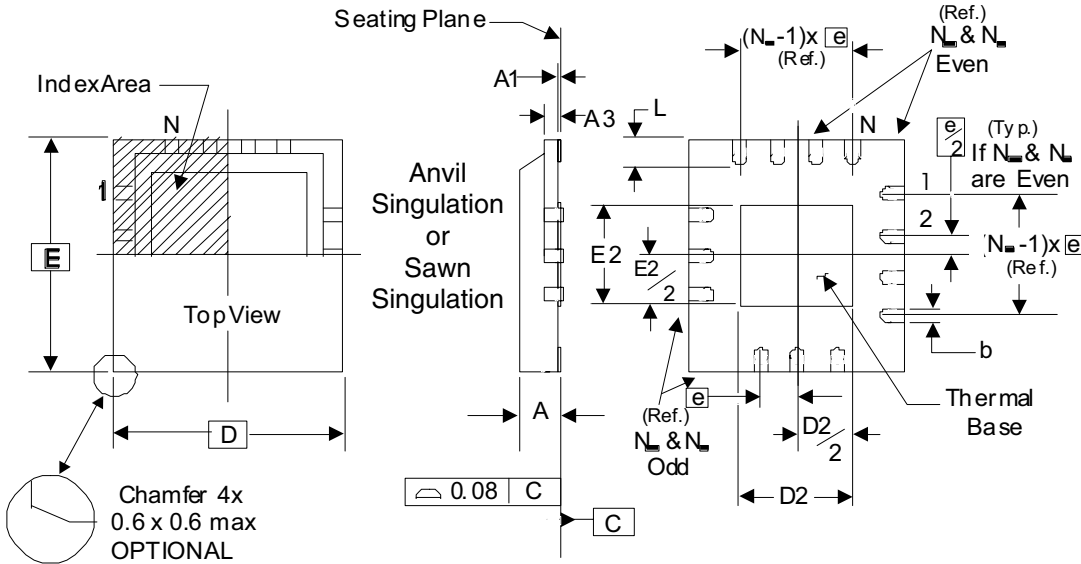 Seating Plane
Index Area
N
1
E
Top View
D
Chamfer 4x
0.6 x 0.6 max
OPTIONAL
A1
A3
L
Anvil
Singulation
or
Sawn
Singulation
A
0.08 C
C
(Ref.)
N & N
Even
(N -1)x e
(Ref.)
N
e
2
(Typ.)
If N & N
are Even
1
2
(N -1)x e
(Ref.)
E2
E2
2
b
Thermal
Base
e
(Ref.)
N & N
Odd
D2
2
D2